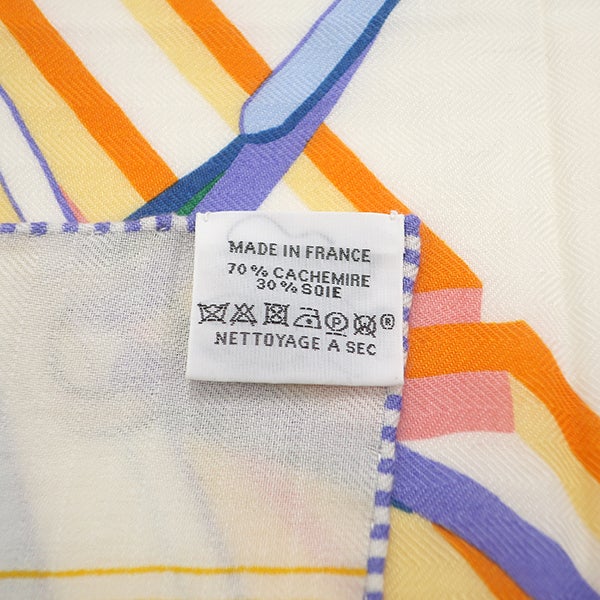 MADE IN FRANCE
70 % CACHEMIRE
30 % SOIE
P W ®
NETTOYAGE A SEC